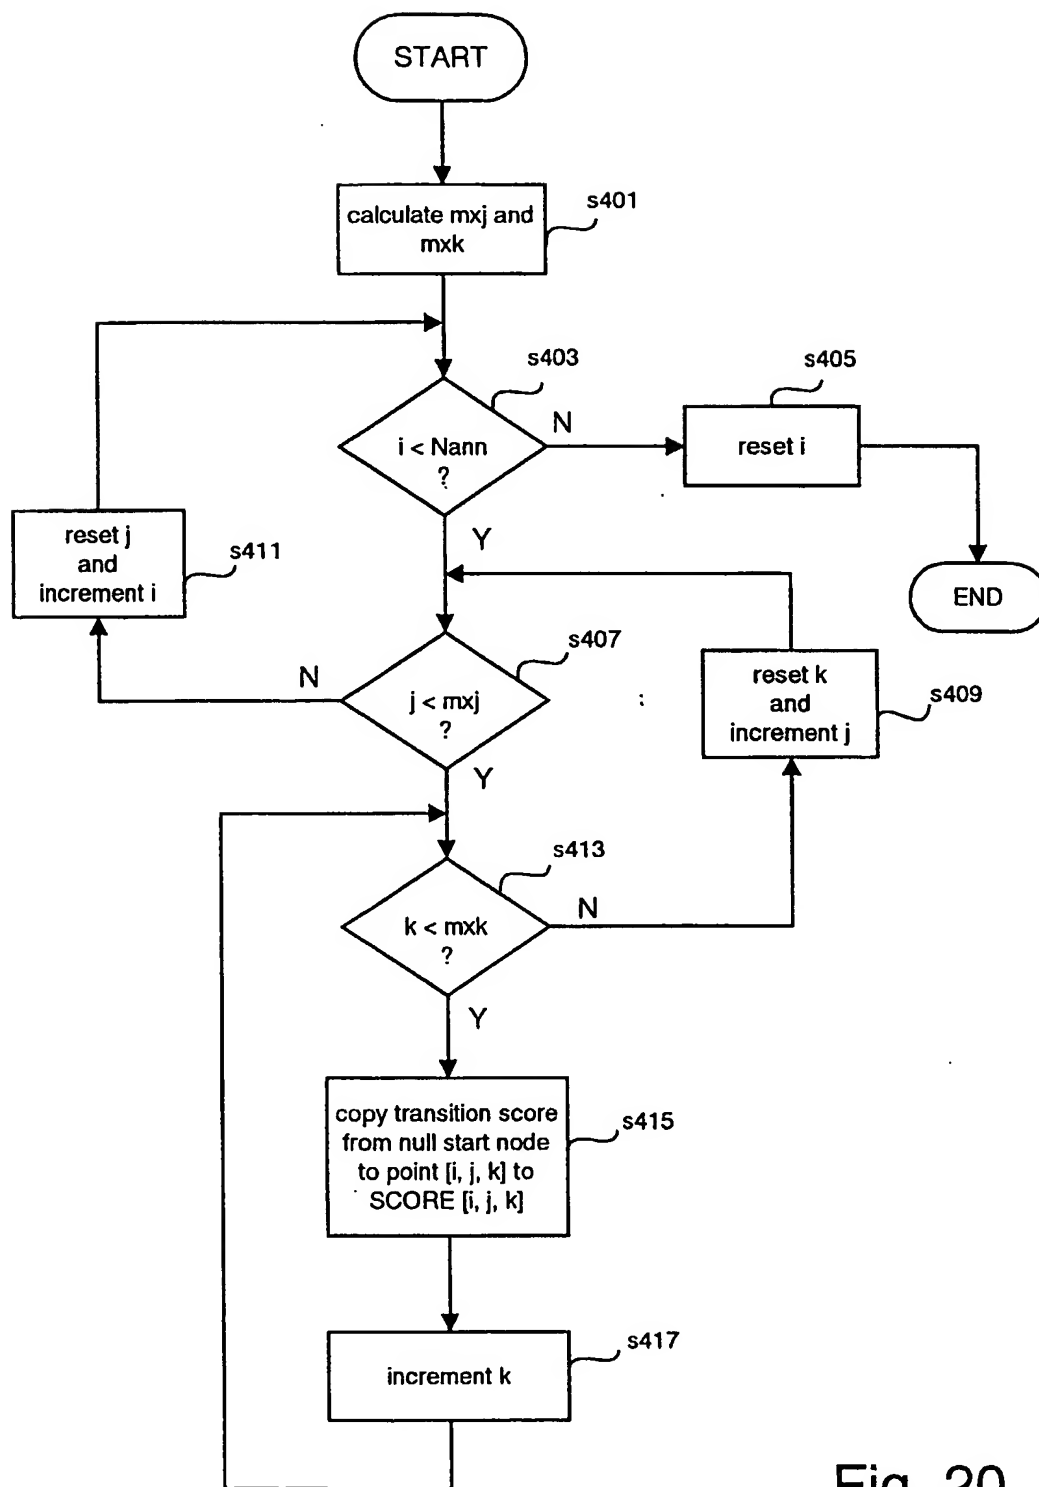 START
calculate mxj and
mxk
s401
i < Nann
?
s403
N
reset i
s405
Y
reset j
and
increment i
s411
END
j < mxj
?
s407
N
reset k
and
increment j
s409
Y
k < mxk
?
s413
N
Y
copy transition score
from null start node
to point [i, j, k] to
SCORE [i, j, k]
s415
increment k
s417
Fig. 20